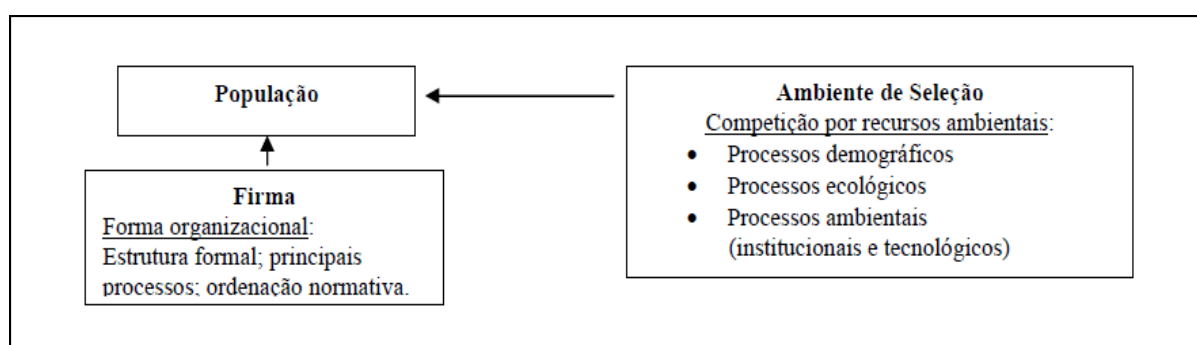 População
Firma
Forma organizacional:
Estrutura formal; principais
processos; ordenação normativa.
Ambiente de Seleção
Competição por recursos ambientais:
• Processos demográficos
• Processos ecológicos
• Processos ambientais
(institucionais e tecnológicos)